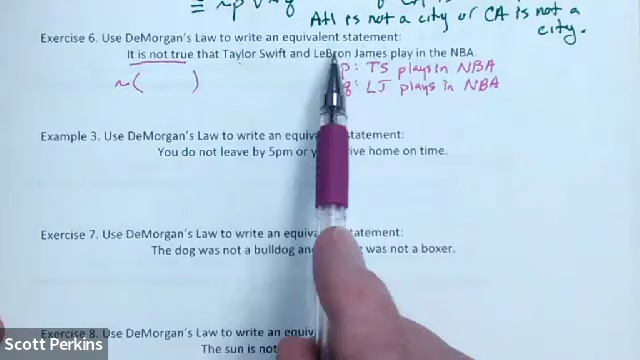 ≡ ~p ∨ ~q Atl is not a city or CA is not a
city.
Exercise 6. Use DeMorgan's Law to write an equivalent statement:
It is not true that Taylor Swift and LeBron James play in the NBA.
~( ) p: TS plays in NBA
q: LJ plays in NBA
Example 3. Use DeMorgan's Law to write an statement:
You do not leave by 5pm or home on time.
Exercise 7. Use DeMorgan's Law to write an statement:
The dog was not a bulldog was not a boxer.
Exercise 8. Use DeMorgan's Law to write an
The sun is not
Scott Perkins